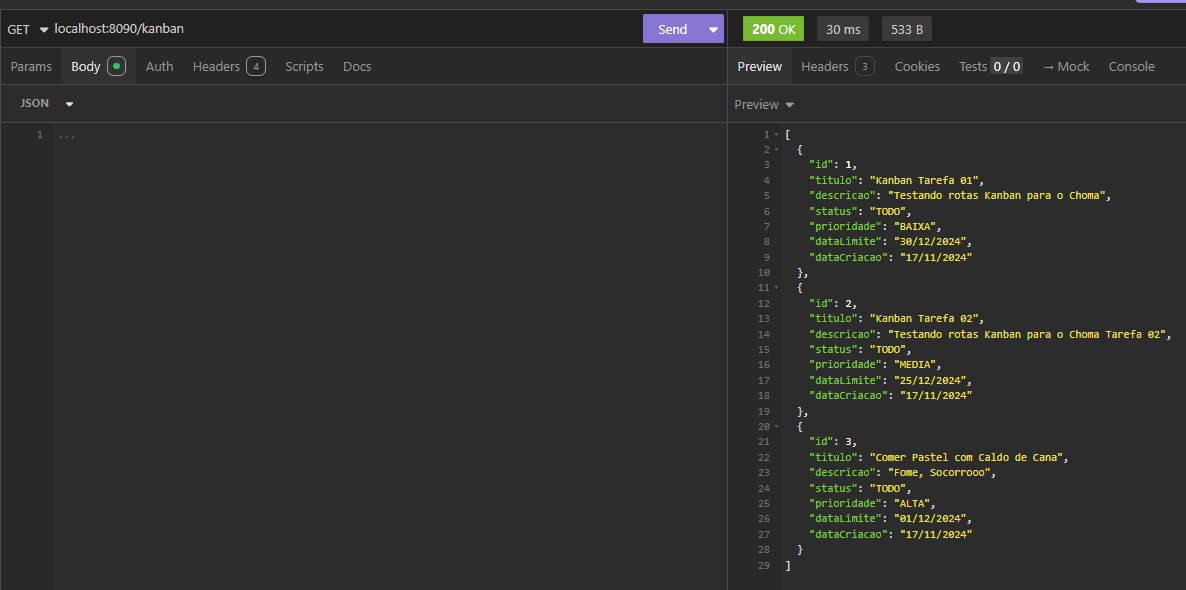 GET localhost:8090/kanban Send
200 OK 30 ms 533 B
Params Body Auth Headers 4 Scripts Docs
Preview Headers 3 Cookies Tests 0 / 0 → Mock Console
JSON
Preview
1 ...
1 [
2 {
3 "id": 1,
4 "titulo": "Kanban Tarefa 01",
5 "descricao": "Testando rotas Kanban para o Choma",
6 "status": "TODO",
7 "prioridade": "BAIXA",
8 "dataLimite": "30/12/2024",
9 "dataCriacao": "17/11/2024"
10 },
11 {
12 "id": 2,
13 "titulo": "Kanban Tarefa 02",
14 "descricao": "Testando rotas Kanban para o Choma Tarefa 02",
15 "status": "TODO",
16 "prioridade": "MEDIA",
17 "dataLimite": "25/12/2024",
18 "dataCriacao": "17/11/2024"
19 },
20 {
21 "id": 3,
22 "titulo": "Comer Pastel com Caldo de Cana",
23 "descricao": "Fome, Socorrooo",
24 "status": "TODO",
25 "prioridade": "ALTA",
26 "dataLimite": "01/12/2024",
27 "dataCriacao": "17/11/2024"
28 }
29 ]